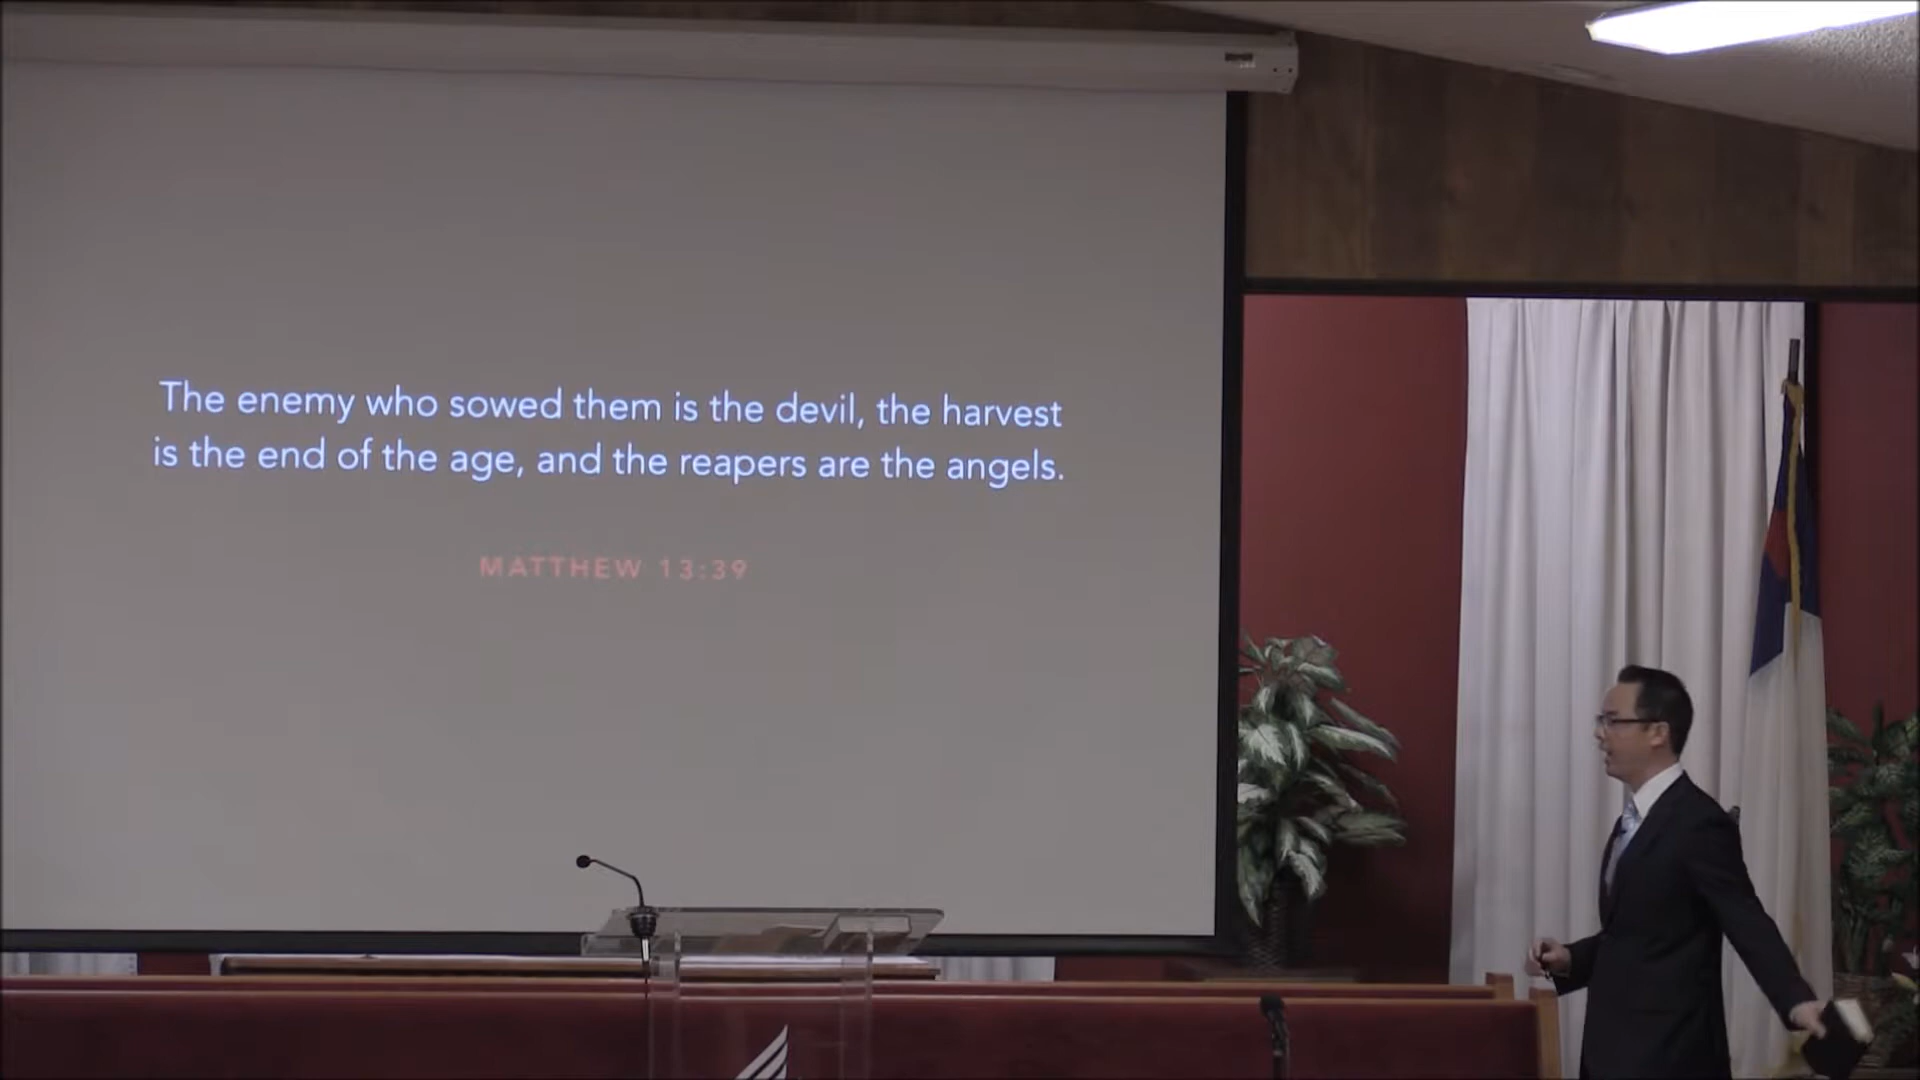 The enemy who sowed them is the devil, the harvest
is the end of the age, and the reapers are the angels.
MATTHEW 13:39